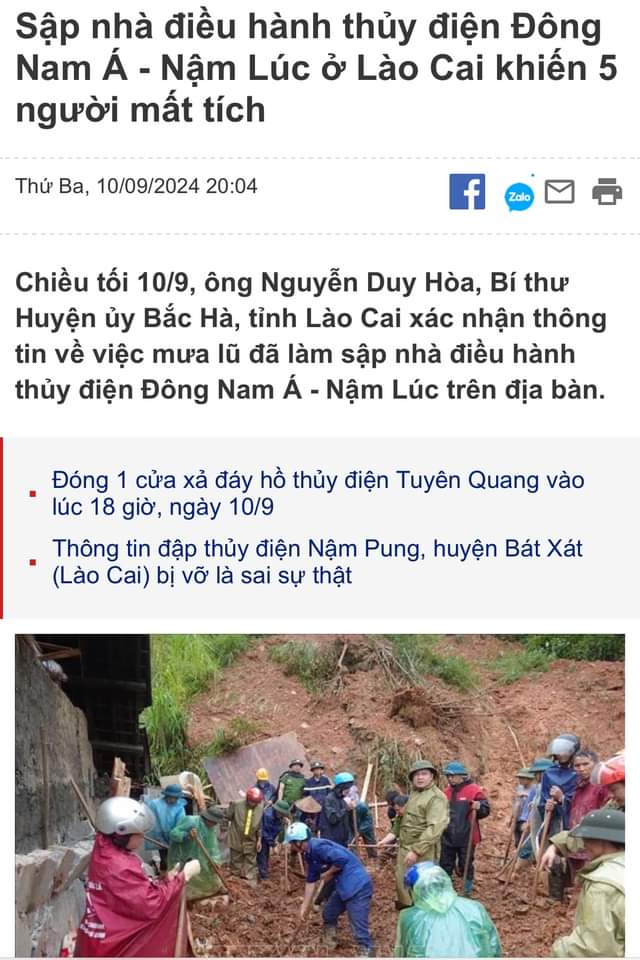 Sập nhà điều hành thủy điện Đông
Nam Á - Nậm Lúc ở Lào Cai khiến 5
người mất tích
Thứ Ba, 10/09/2024 20:04
Zalo
Chiều tối 10/9, ông Nguyễn Duy Hòa, Bí thư
Huyện ủy Bắc Hà, tỉnh Lào Cai xác nhận thông
tin về việc mưa lũ đã làm sập nhà điều hành
thủy điện Đông Nam Á - Nậm Lúc trên địa bàn.
Đóng 1 cửa xả đáy hồ thủy điện Tuyên Quang vào
lúc 18 giờ, ngày 10/9
Thông tin đập thủy điện Nậm Pung, huyện Bát Xát
(Lào Cai) bị vỡ là sai sự thật